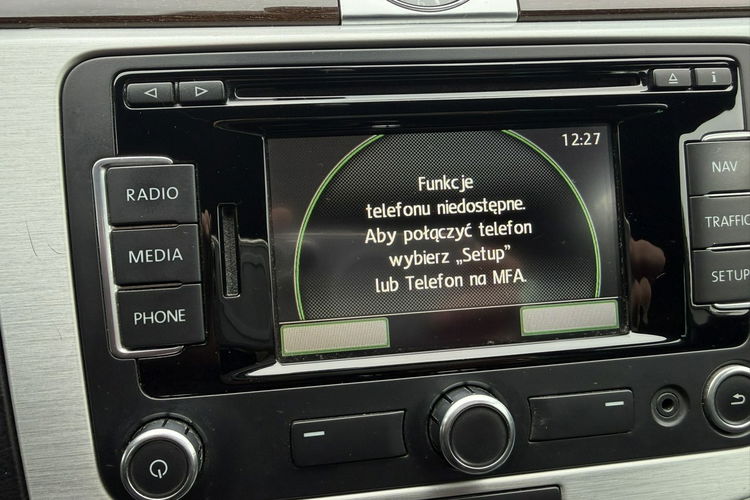 12:27
Funkcje
telefonu niedostępne.
Aby połączyć telefon
wybierz „Setup”
lub Telefon na MFA.
RADIO
MEDIA
PHONE
i
NAV
TRAFFIC
SETUP